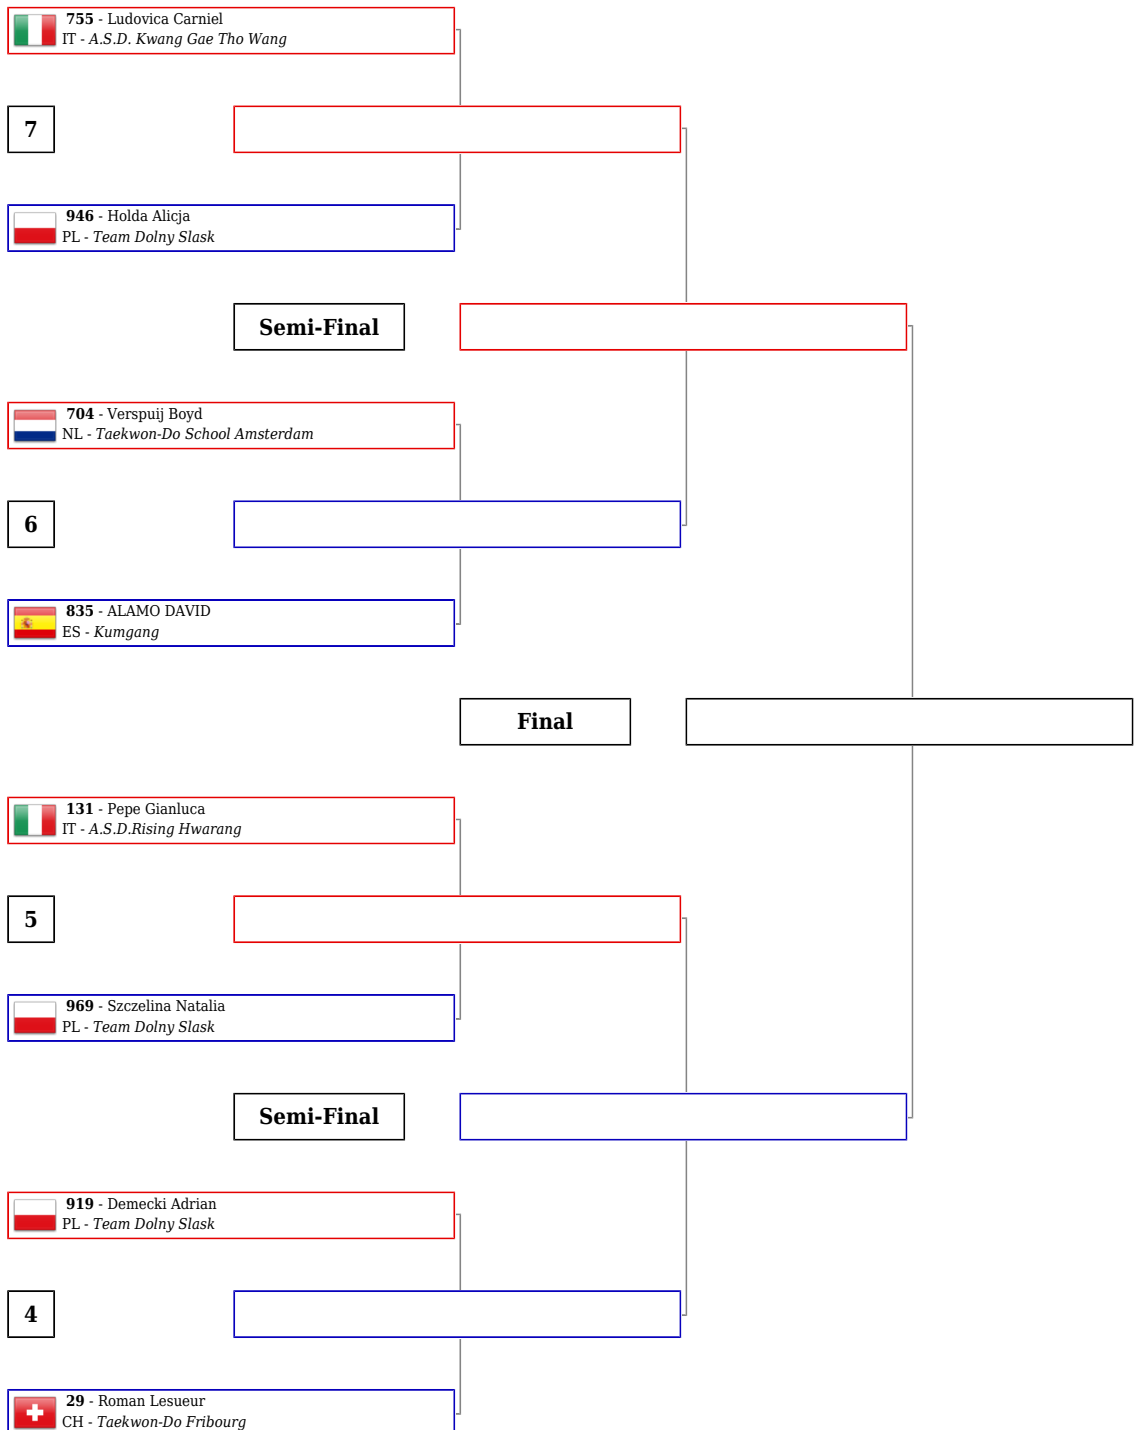 755 - Ludovica Carniel
IT - A.S.D. Kwang Gae Tho Wang
7
946 - Holda Alicja
PL - Team Dolny Slask
Semi-Final
704 - Verspuij Boyd
NL - Taekwon-Do School Amsterdam
6
835 - ALAMO DAVID
ES - Kumgang
Final
131 - Pepe Gianluca
IT - A.S.D.Rising Hwarang
5
969 - Szczelina Natalia
PL - Team Dolny Slask
Semi-Final
919 - Demecki Adrian
PL - Team Dolny Slask
4
29 - Roman Lesueur
CH - Taekwon-Do Fribourg